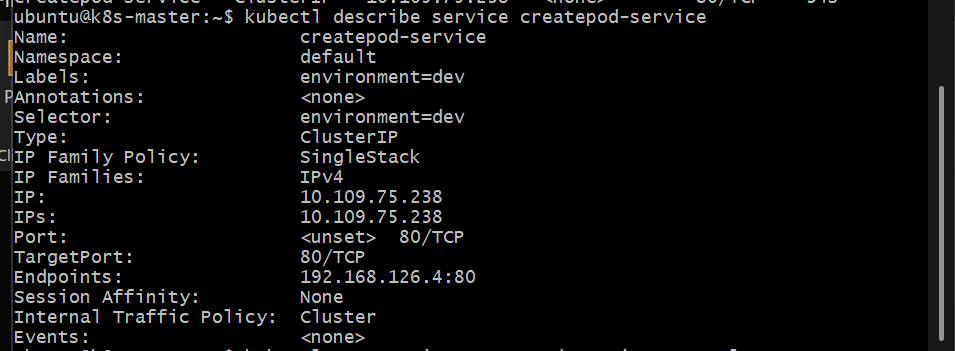 ubuntu@k8s-master:~$ kubectl describe service createpod-service
Name: createpod-service
Namespace: default
Labels: environment=dev
Annotations: <none>
Selector: environment=dev
Type: ClusterIP
IP Family Policy: SingleStack
IP Families: IPv4
IP: 10.109.75.238
IPs: 10.109.75.238
Port: <unset> 80/TCP
TargetPort: 80/TCP
Endpoints: 192.168.126.4:80
Session Affinity: None
Internal Traffic Policy: Cluster
Events: <none>